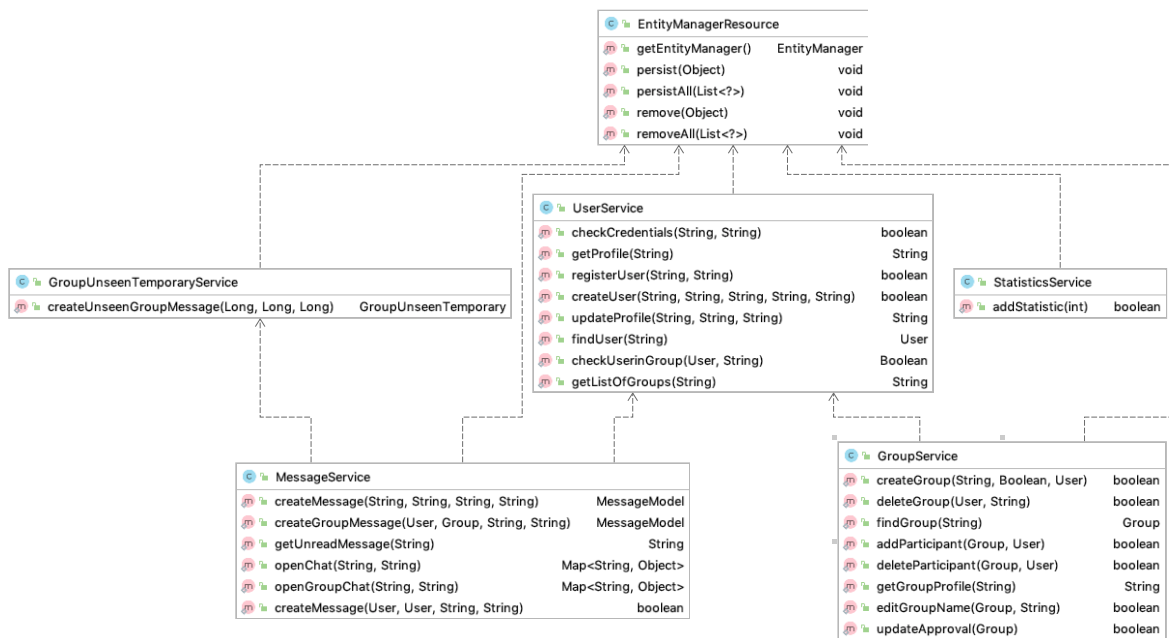 EntityManagerResource
getEntityManager() EntityManager
persist(Object) void
persistAll(List<?>) void
remove(Object) void
removeAll(List<?>) void
UserService
checkCredentials(String, String) boolean
getProfile(String) String
registerUser(String, String) boolean
createUser(String, String, String, String, String) boolean
updateProfile(String, String, String) String
findUser(String) User
checkUserinGroup(User, String) Boolean
getListOfGroups(String) String
GroupUnseenTemporaryService
createUnseenGroupMessage(Long, Long, Long) GroupUnseenTemporary
StatisticsService
addStatistic(int) boolean
MessageService
createMessage(String, String, String, String) MessageModel
createGroupMessage(User, Group, String, String) MessageModel
getUnreadMessage(String) String
openChat(String, String) Map<String, Object>
openGroupChat(String, String) Map<String, Object>
createMessage(User, User, String, String) boolean
GroupService
createGroup(String, Boolean, User) boolean
deleteGroup(User, String) boolean
findGroup(String) Group
addParticipant(Group, User) boolean
deleteParticipant(Group, User) boolean
getGroupProfile(String) String
editGroupName(Group, String) boolean
updateApproval(Group) boolean